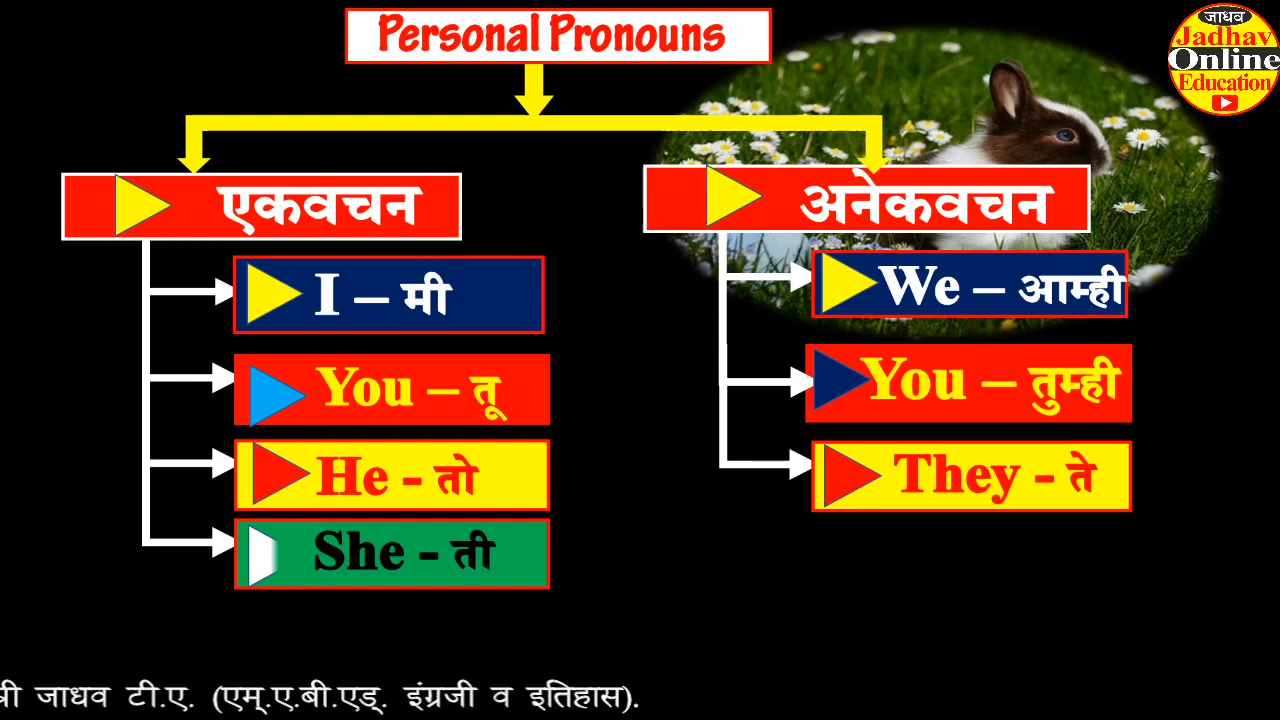 Personal Pronouns
जाधव
Jadhav
Online
Education
एकवचन
I – मी
You – तू
He - तो
She - ती
अनेकवचन
We – आम्ही
You – तुम्ही
They - ते
जाधव टी.ए. (एम्.ए.बी.एड्. इंग्रजी व इतिहास).